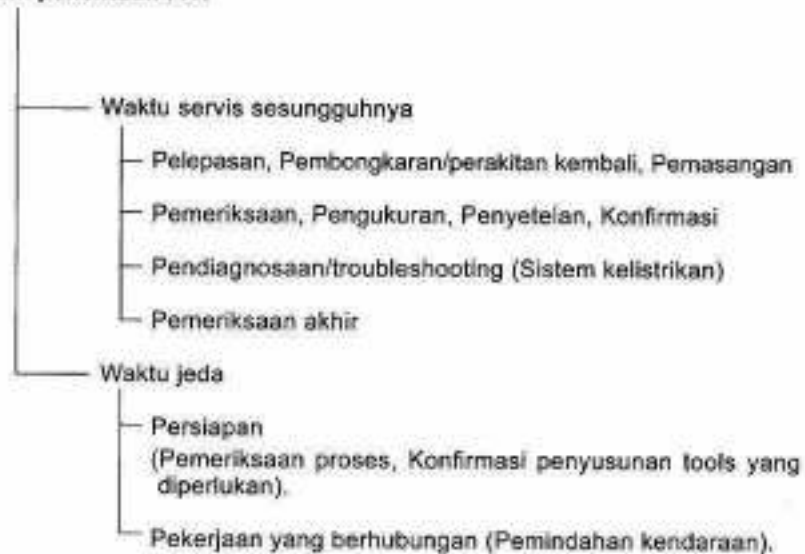 Waktu servis sesungguhnya
Pelepasan, Pembongkaran/perakitan kembali, Pemasangan
Pemeriksaan, Pengukuran, Penyetelan, Konfirmasi
Pendiagnosaan/troubleshooting (Sistem kelistrikan)
Pemeriksaan akhir
Waktu jeda
Persiapan
(Pemeriksaan proses, Konfirmasi penyusunan tools yang
diperlukan).
Pekerjaan yang berhubungan (Pemindahan kendaraan).